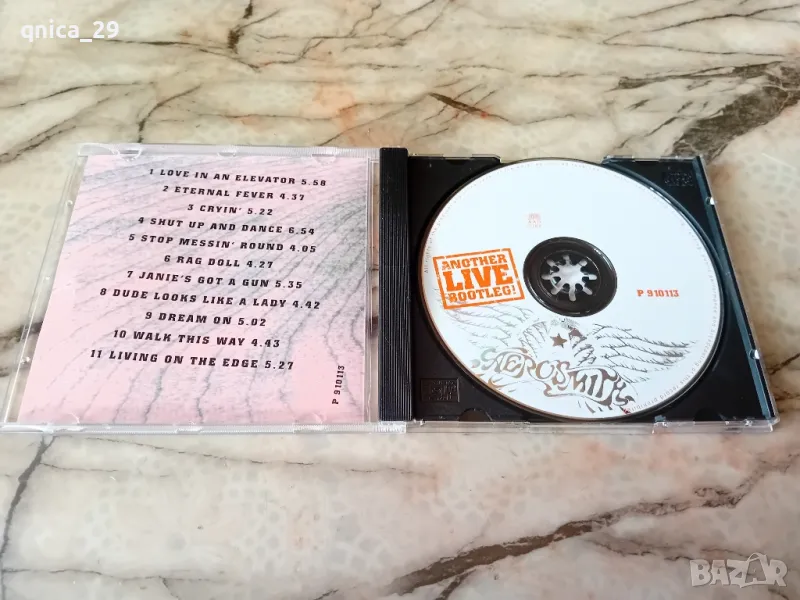 qnica_29
1 LOVE IN AN ELEVATOR 5.58
2 ETERNAL FEVER 4.37
3 CRYIN' 5.22
4 SHUT UP AND DANCE 6.54
5 STOP MESSIN' ROUND 4.05
6 RAG DOLL 4.27
7 JANIE'S GOT A GUN 5.35
8 DUDE LOOKS LIKE A LADY 4.42
9 DREAM ON 5.02
10 WALK THIS WAY 4.43
11 LIVING ON THE EDGE 5.27
P 910113
ANOTHER
LIVE
BOOTLEG!
P 910113
AEROSMITH
BAZAR